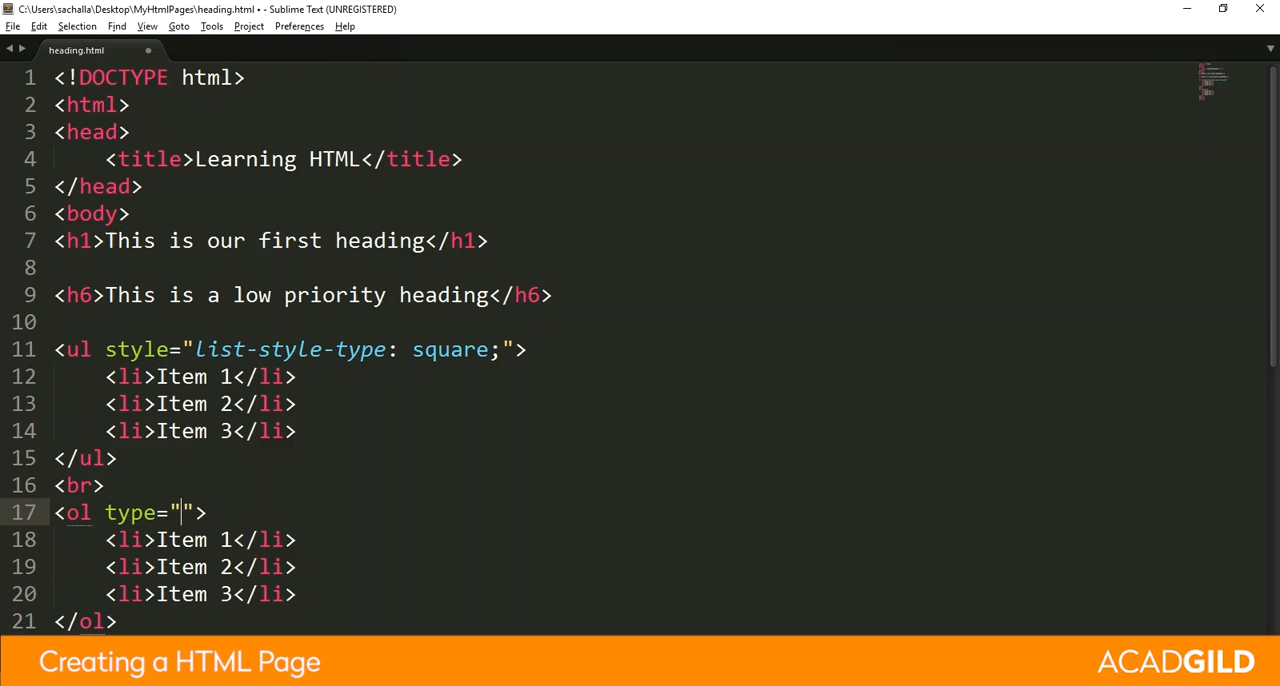 C:\Users\sachalla\Desktop\MyHtmlPages\heading.html • - Sublime Text (UNREGISTERED)
File Edit Selection Find View Goto Tools Project Preferences Help
heading.html
1 <!DOCTYPE html>
2 <html>
3 <head>
4     <title>Learning HTML</title>
5 </head>
6 <body>
7 <h1>This is our first heading</h1>
8
9 <h6>This is a low priority heading</h6>
10
11 <ul style="list-style-type: square;">
12     <li>Item 1</li>
13     <li>Item 2</li>
14     <li>Item 3</li>
15 </ul>
16 <br>
17 <ol type="">
18     <li>Item 1</li>
19     <li>Item 2</li>
20     <li>Item 3</li>
21 </ol>
Creating a HTML Page
ACADGILD